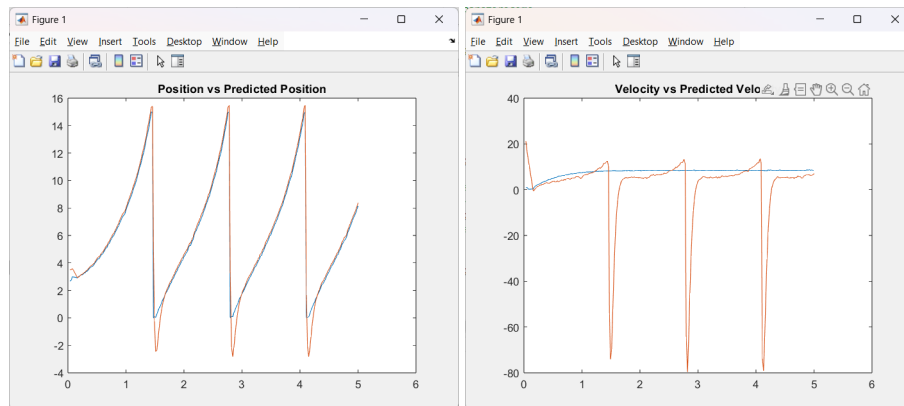 Figure 1
File Edit View Insert Tools Desktop Window Help
Position vs Predicted Position
16
14
12
10
8
6
4
2
0
-2
-4
0 1 2 3 4 5 6
Figure 1
File Edit View Insert Tools Desktop Window Help
Velocity vs Predicted Velo
40
20
0
-20
-40
-60
-80
0 1 2 3 4 5 6